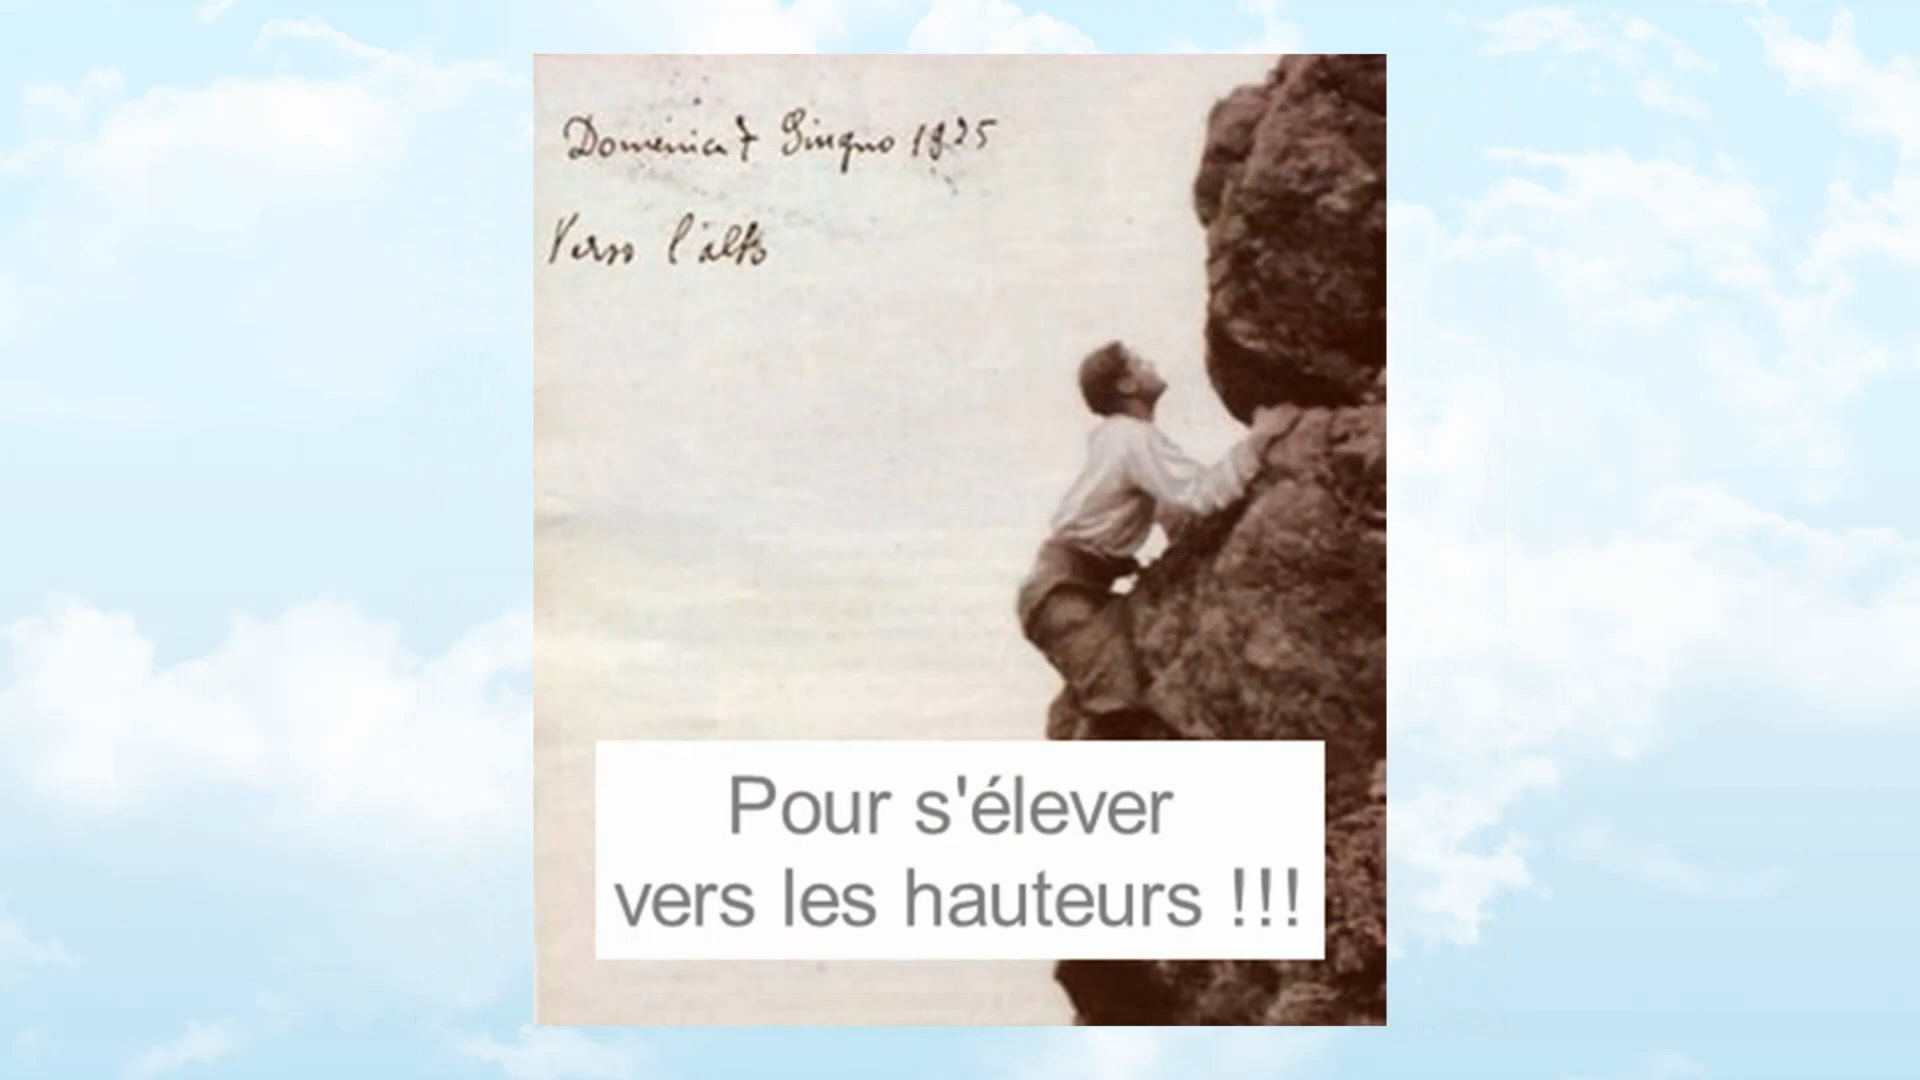 Domenica 7 Giugno 1925
Verso l'alto
Pour s'élever
vers les hauteurs !!!